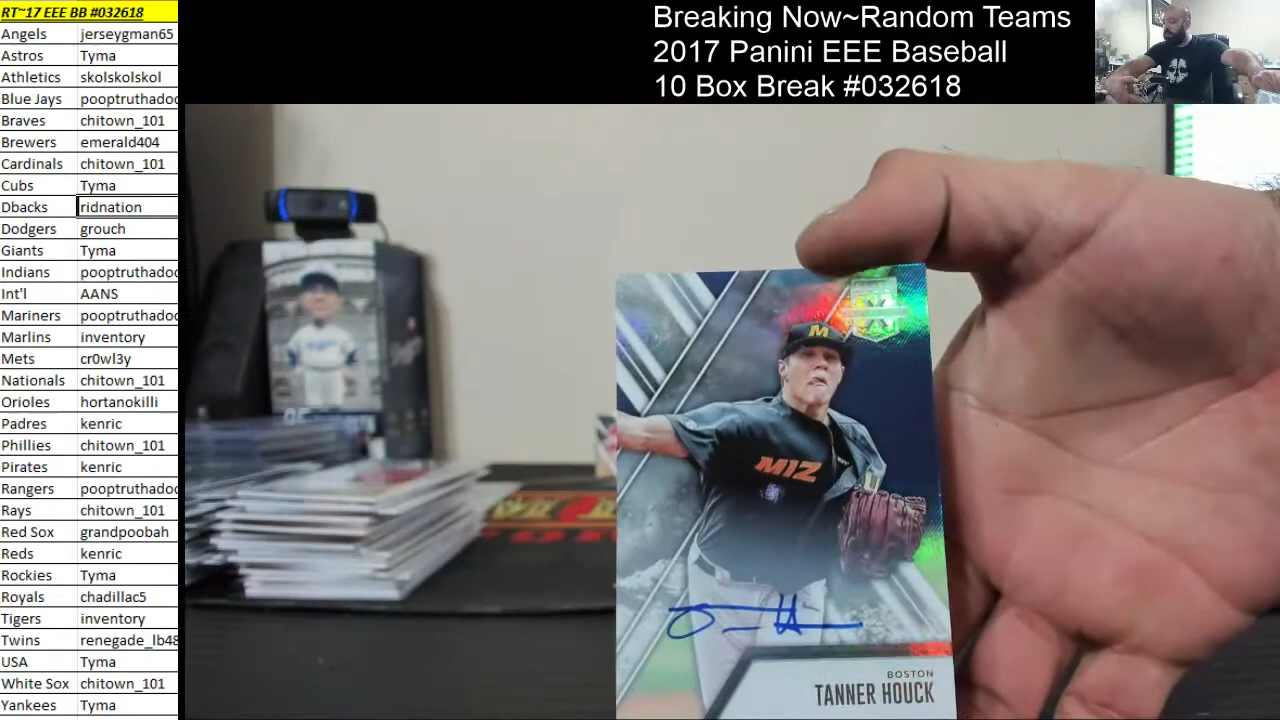 RT~17 EEE BB #032618
Angels jerseygman65
Astros Tyma
Athletics skolskolskol
Blue Jays pooptruthadoc
Braves chitown_101
Brewers emerald404
Cardinals chitown_101
Cubs Tyma
Dbacks ridnation
Dodgers grouch
Giants Tyma
Indians pooptruthadoc
Int'l AANS
Mariners pooptruthadoc
Marlins inventory
Mets cr0wl3y
Nationals chitown_101
Orioles hortanokilli
Padres kenric
Phillies chitown_101
Pirates kenric
Rangers pooptruthadoc
Rays chitown_101
Red Sox grandpoobah
Reds kenric
Rockies Tyma
Royals chadillac5
Tigers inventory
Twins renegade_lb48
USA Tyma
White Sox chitown_101
Yankees Tyma
Breaking Now~Random Teams
2017 Panini EEE Baseball
10 Box Break #032618
M
MIZ
BOSTON
TANNER HOUCK